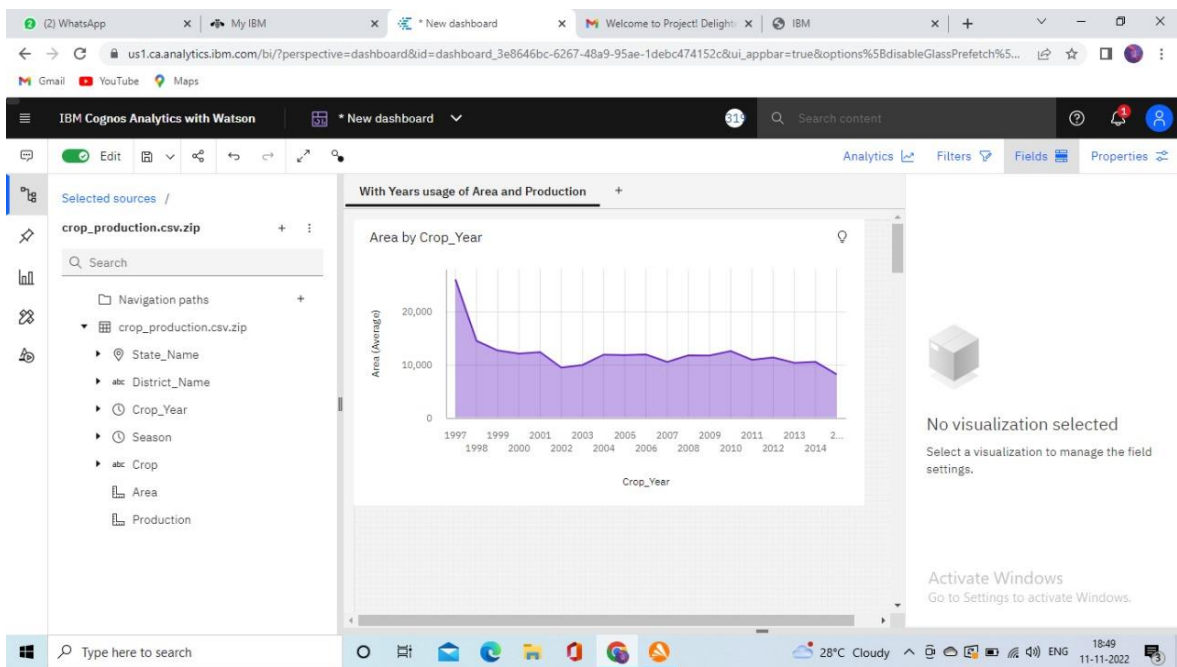 2 (2) WhatsApp
My IBM
* New dashboard
Welcome to Project! Delight
IBM
us1.ca.analytics.ibm.com/bi/?perspective=dashboard&id=dashboard_3e8646bc-6267-48a9-95ae-1debc474152c&ui_appbar=true&options%5BdisableGlassPrefetch%5...
Gmail YouTube Maps
IBM Cognos Analytics with Watson
* New dashboard
Search content
1
Edit
Analytics
Filters
Fields
Properties
Selected sources /
crop_production.csv.zip
Search
Navigation paths
crop_production.csv.zip
State_Name
abc District_Name
Crop_Year
Season
abc Crop
Area
Production
With Years usage of Area and Production
Area by Crop_Year
Area (Average)
20,000
10,000
0
1997 1999 2001 2003 2005 2007 2009 2011 2013 2...
1998 2000 2002 2004 2006 2008 2010 2012 2014
Crop_Year
No visualization selected
Select a visualization to manage the field
settings.
Activate Windows
Go to Settings to activate Windows.
Type here to search
28°C Cloudy
ENG
18:49
11-11-2022
3